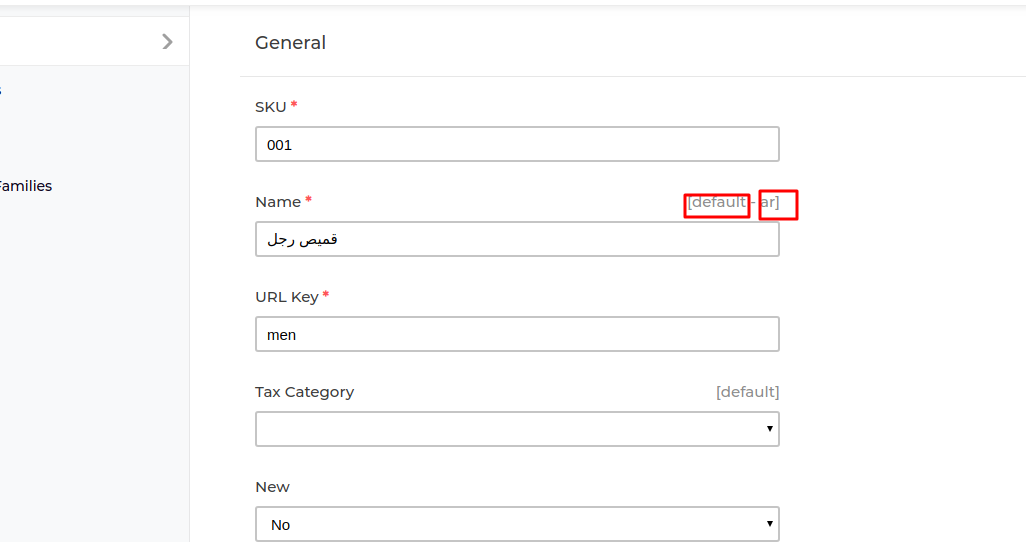 General
SKU *
001
Families
Name * [default - ar]
قميص رجل
URL Key *
men
Tax Category [default]
New
No